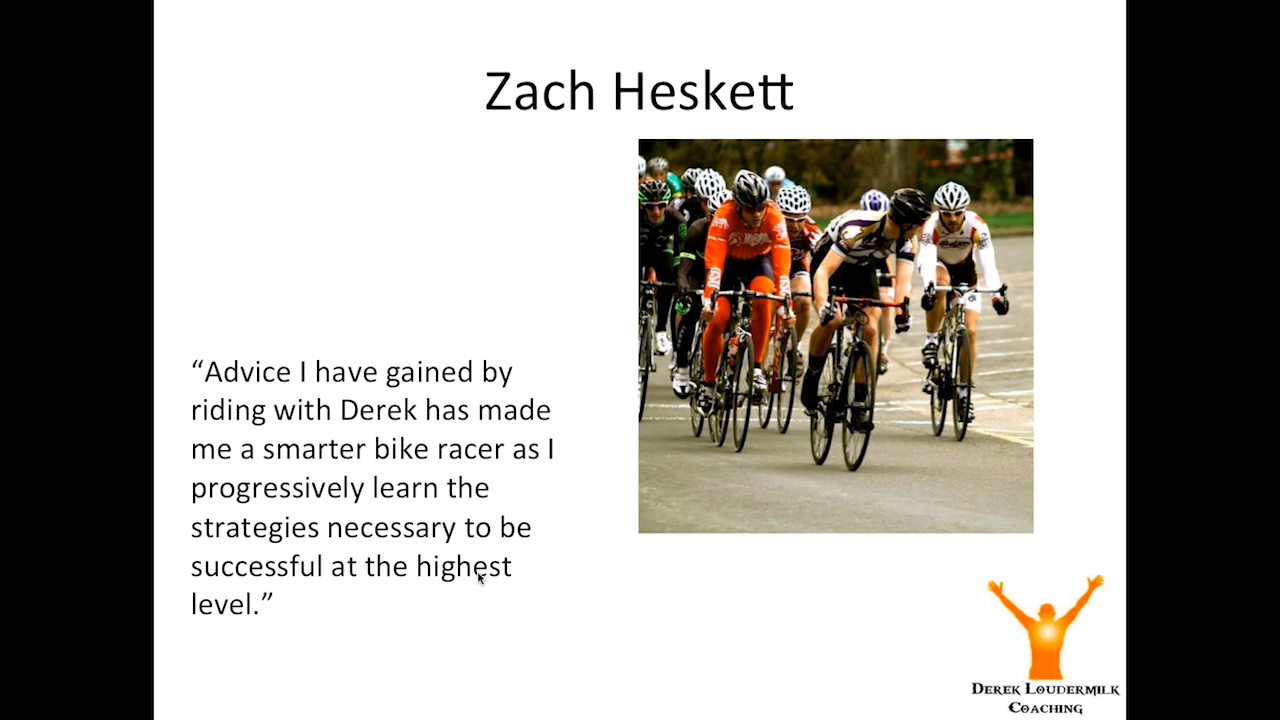 Zach Heskett
“Advice I have gained by
riding with Derek has made
me a smarter bike racer as I
progressively learn the
strategies necessary to be
successful at the highest
level.”
DEREK LOUDERMILK
COACHING